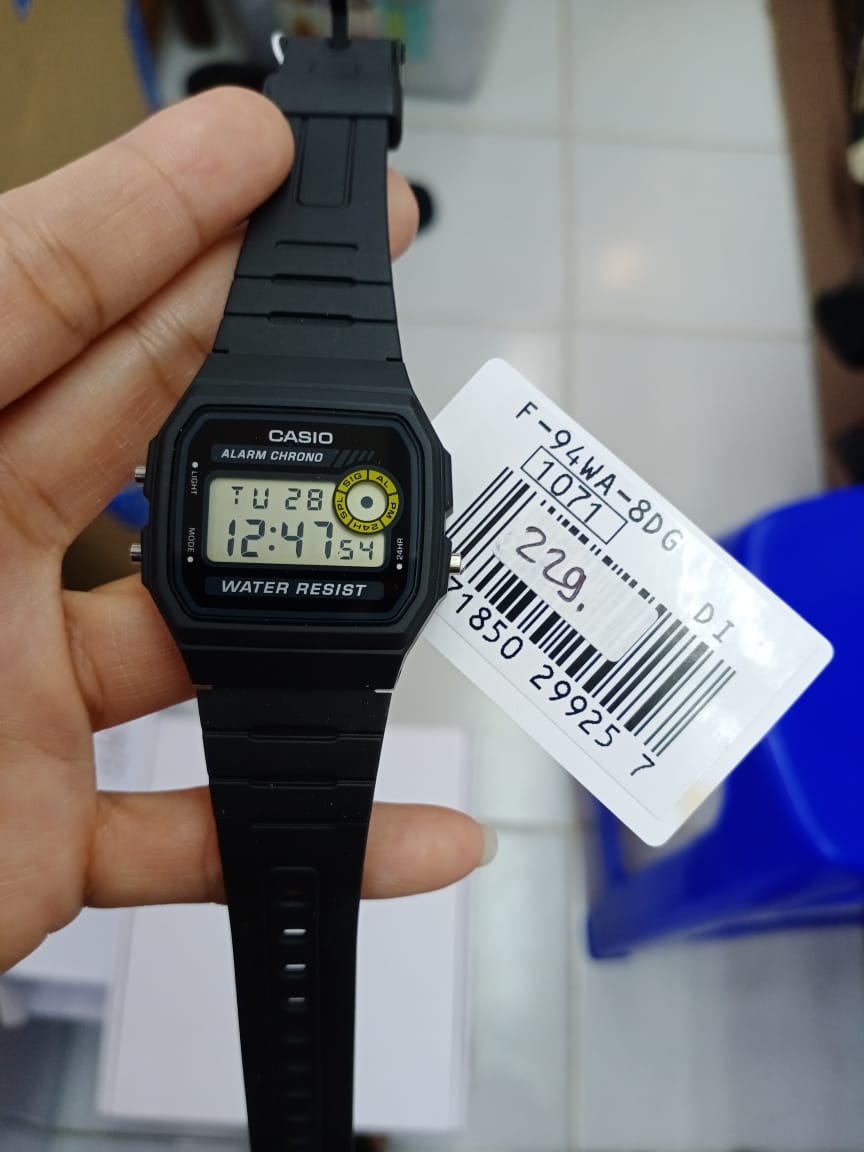 CASIO
ALARM CHRONO
LIGHT
SIG AL PM 24H SPL
TU 28
12:47 54
MODE
24HR
WATER RESIST
F-94WA-8DG
1071
DI
229.
71850 29925 7